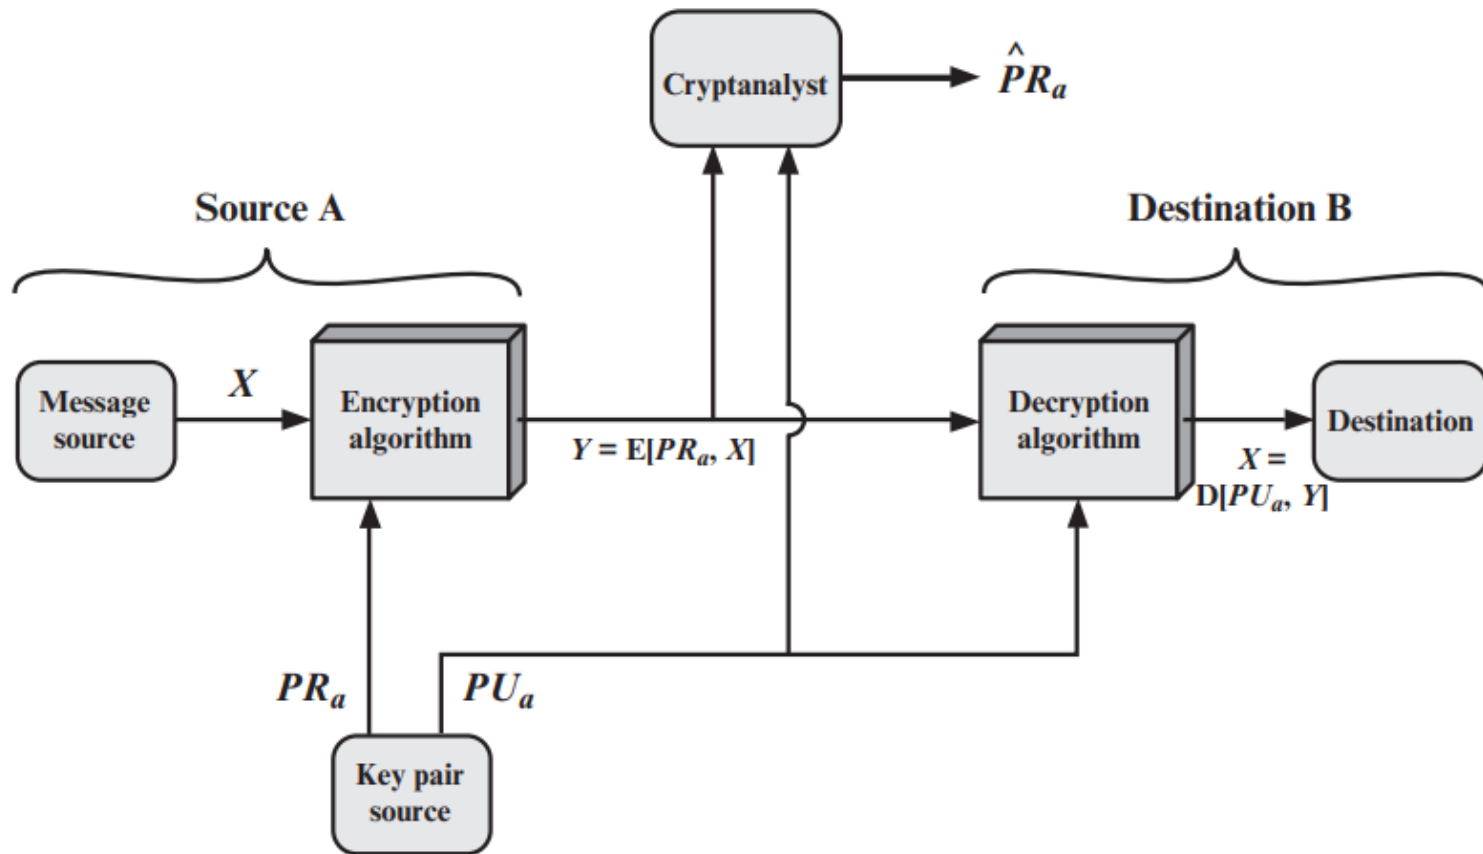 Cryptanalyst
P̂Rₐ
Source A
Destination B
Message
source
X
Encryption
algorithm
Y = E[PRₐ, X]
Decryption
algorithm
X =
D[PUₐ, Y]
Destination
PRₐ
PUₐ
Key pair
source